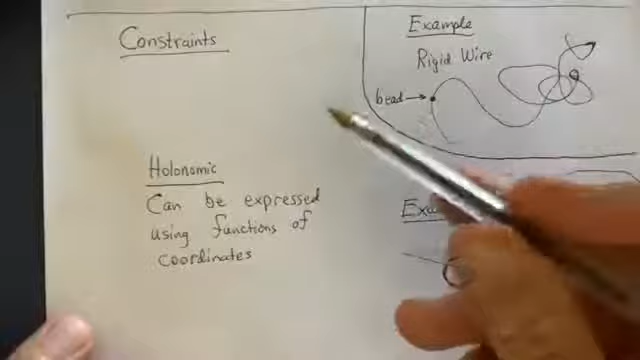 Constraints
Example
Rigid Wire
bead
Holonomic
Can be expressed
using functions of
coordinates